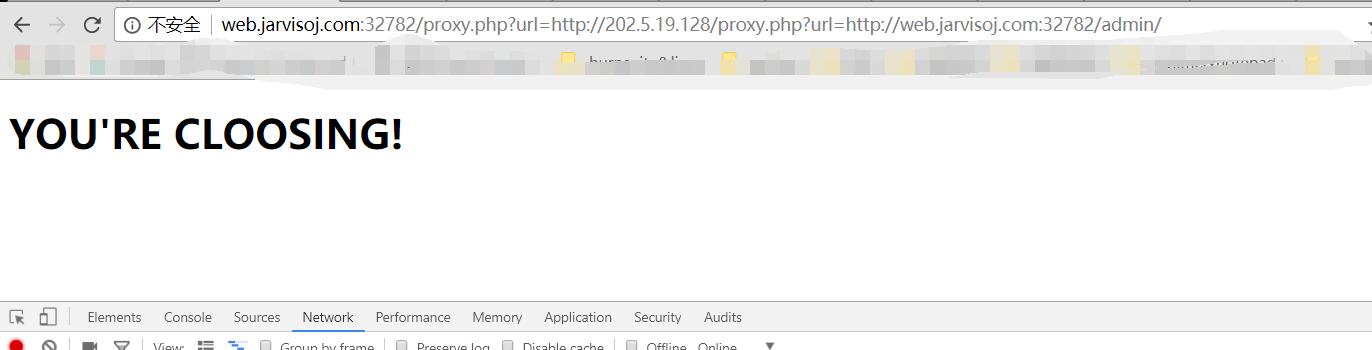 不安全 web.jarvisoj.com:32782/proxy.php?url=http://202.5.19.128/proxy.php?url=http://web.jarvisoj.com:32782/admin/
YOU'RE CLOOSING!
Elements Console Sources Network Performance Memory Application Security Audits
View: Group by frame Preserve log Disable cache Offline Online